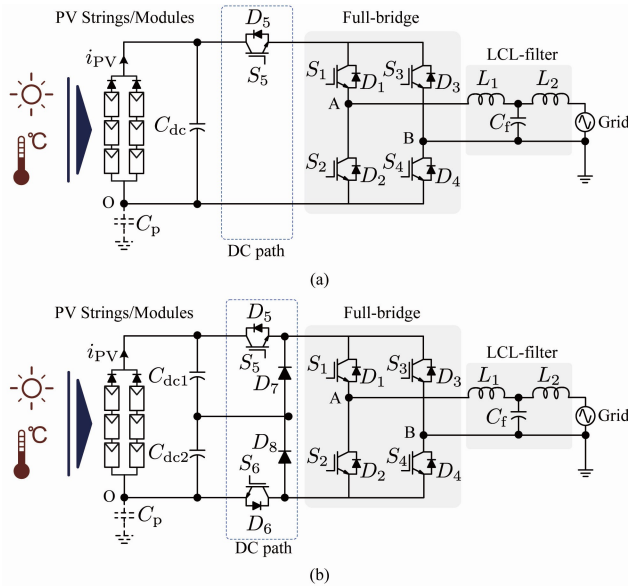 PV Strings/Modules
D5
Full-bridge
iPV
S5
LCL-filter
S1
D1
S3
D3
L1
L2
A
°C
Cdc
Cf
B
Grid
S2
D2
S4
D4
O
Cp
DC path
(a)
PV Strings/Modules
D5
Full-bridge
iPV
S5
LCL-filter
S1
D1
S3
D3
L1
L2
Cdc1
D7
A
°C
Cf
D8
B
Grid
Cdc2
S6
S2
D2
S4
D4
O
Cp
D6
DC path
(b)